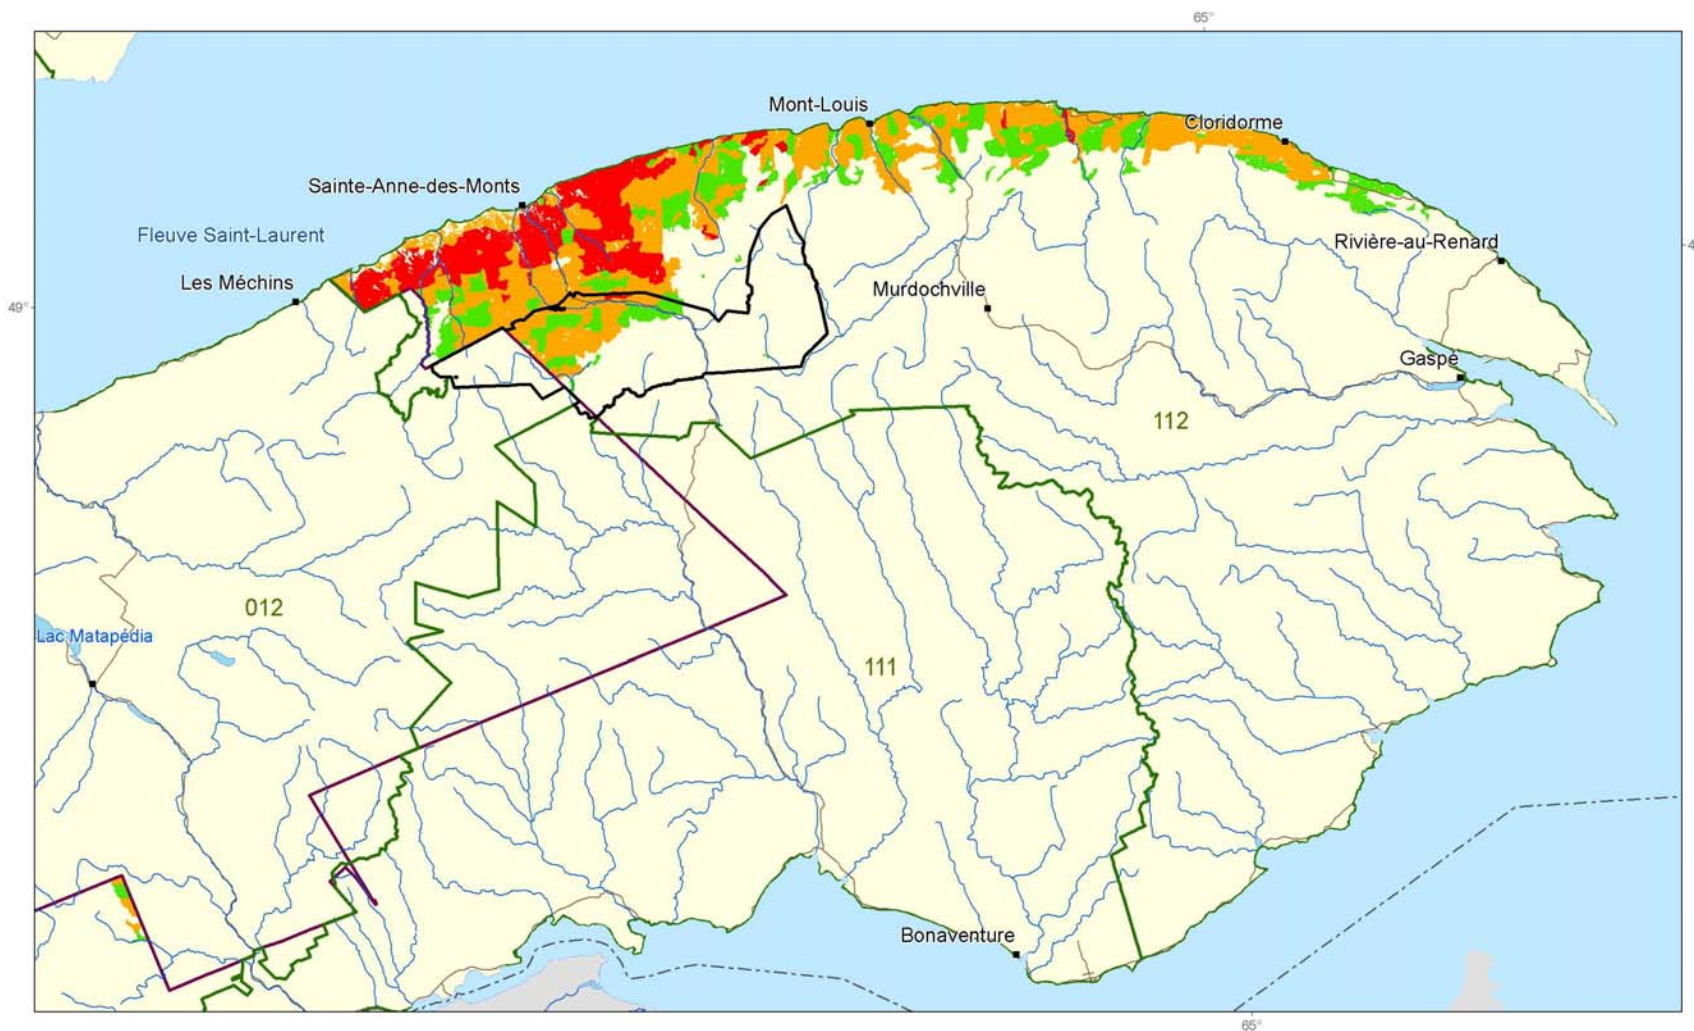 65°
Mont-Louis
Cloridorme
Sainte-Anne-des-Monts
Fleuve Saint-Laurent
Rivière-au-Renard
Les Méchins
Murdochville
49°
Gaspé
112
012
Lac Matapédia
111
Bonaventure
65°